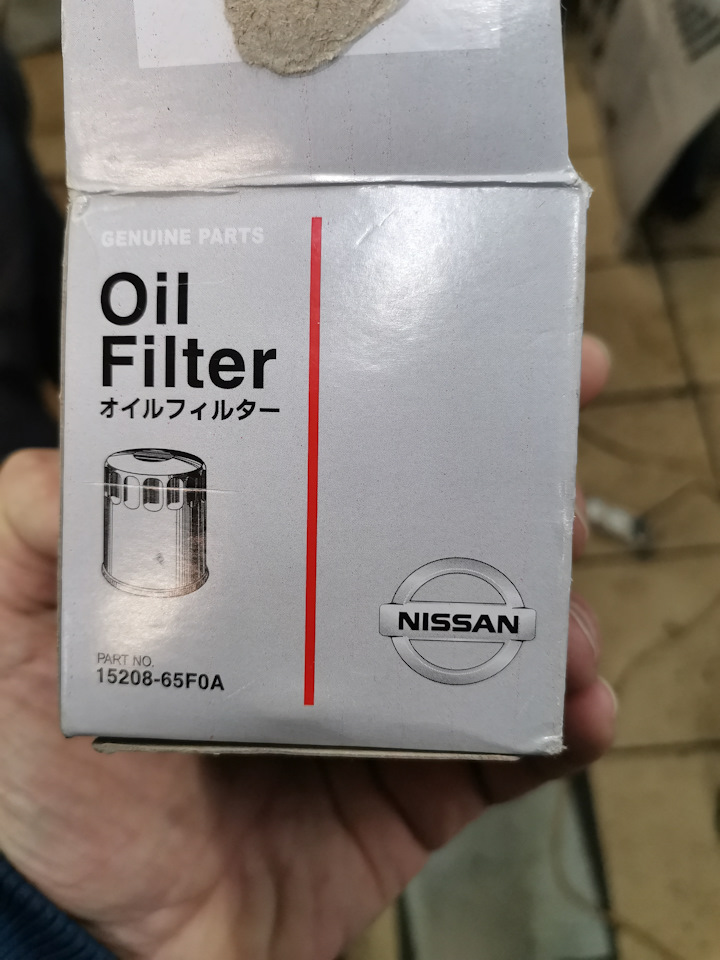 GENUINE PARTS
Oil
Filter
オイルフィルター
PART NO.
15208-65F0A
NISSAN